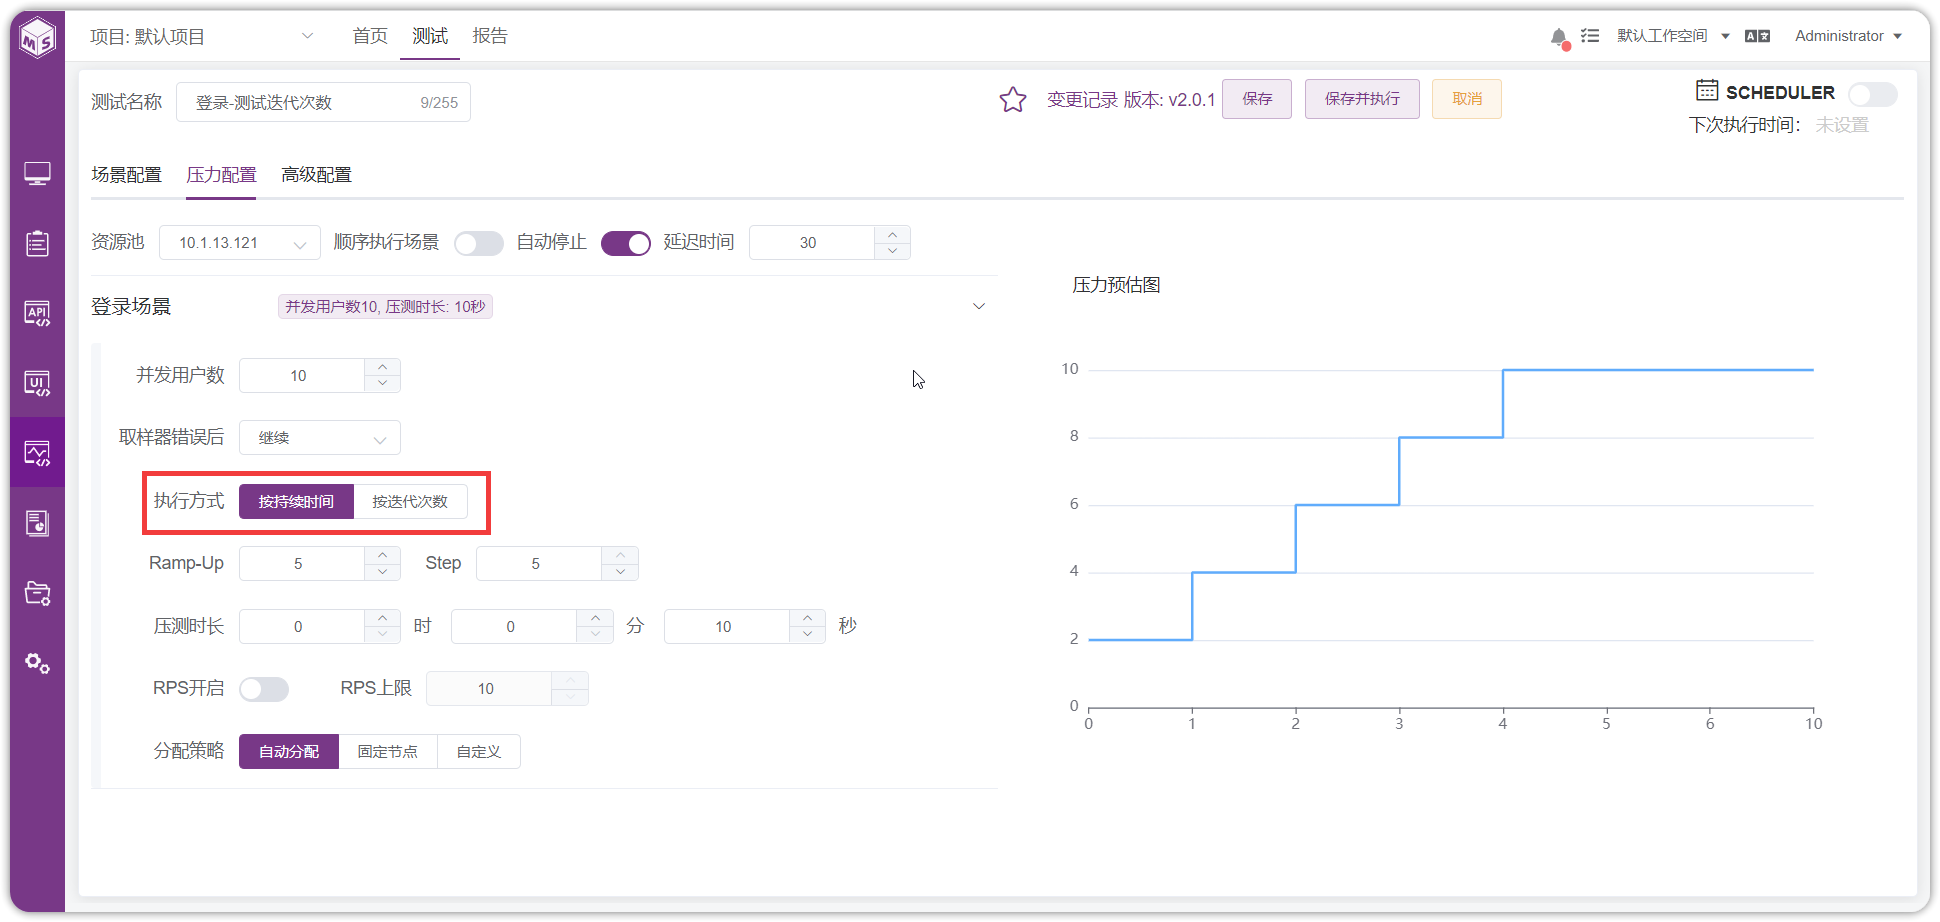 MS
项目: 默认项目
首页
测试
报告
默认工作空间
A
Administrator
测试名称
登录-测试迭代次数
9/255
变更记录 版本: v2.0.1
保存
保存并执行
取消
SCHEDULER
下次执行时间：
未设置
场景配置
压力配置
高级配置
资源池
10.1.13.121
顺序执行场景
自动停止
延迟时间
30
登录场景
并发用户数10, 压测时长: 10秒
并发用户数
10
取样器错误后
继续
执行方式
按持续时间
按迭代次数
Ramp-Up
5
Step
5
压测时长
0
时
0
分
10
秒
RPS开启
RPS上限
10
分配策略
自动分配
固定节点
自定义
API
UI
压力预估图
10
8
6
4
2
0
0 1 2 3 4 5 6 10